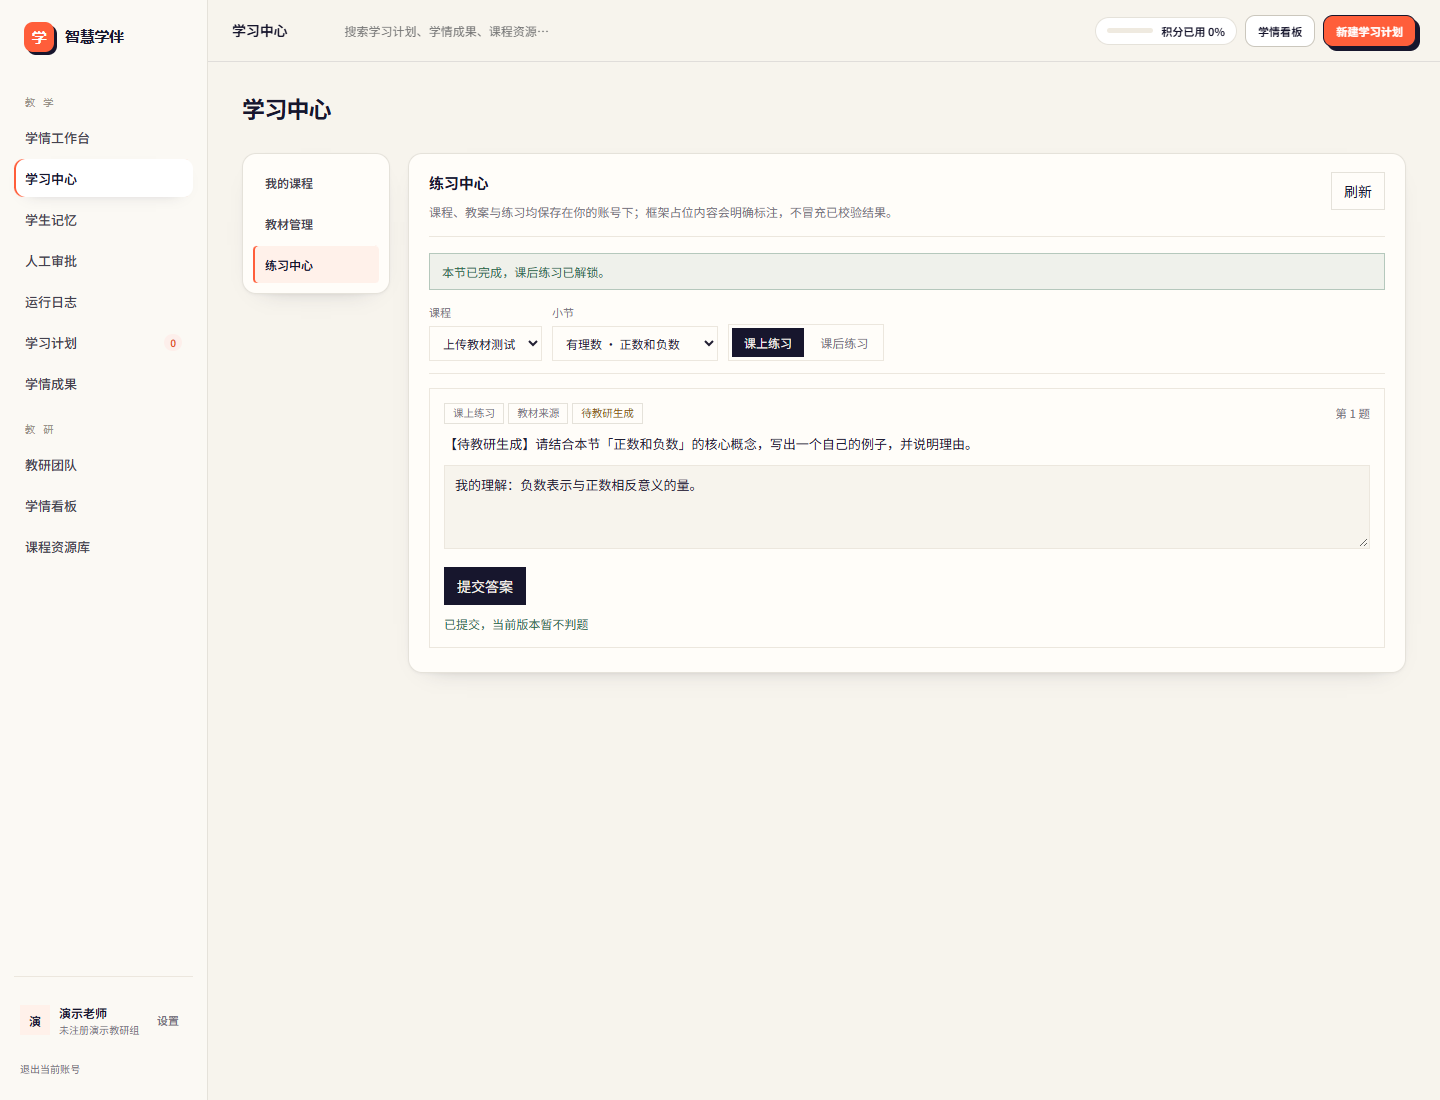 学 智慧学伴
教 学
学情工作台
学习中心
学生记忆
人工审批
运行日志
学习计划 0
学情成果
教 研
教研团队
学情看板
课程资源库
演 演示老师 设置
未注册演示教研组
退出当前账号
学习中心 搜索学习计划、学情成果、课程资源… 积分已用 0% 学情看板 新建学习计划
学习中心
我的课程
教材管理
练习中心
练习中心 刷新
课程、教案与练习均保存在你的账号下；框架占位内容会明确标注，不冒充已校验结果。
本节已完成，课后练习已解锁。
课程 小节
上传教材测试 有理数 · 正数和负数 课上练习 课后练习
课上练习 教材来源 待教研生成 第 1 题
【待教研生成】请结合本节「正数和负数」的核心概念，写出一个自己的例子，并说明理由。
我的理解：负数表示与正数相反意义的量。
提交答案
已提交，当前版本暂不判题